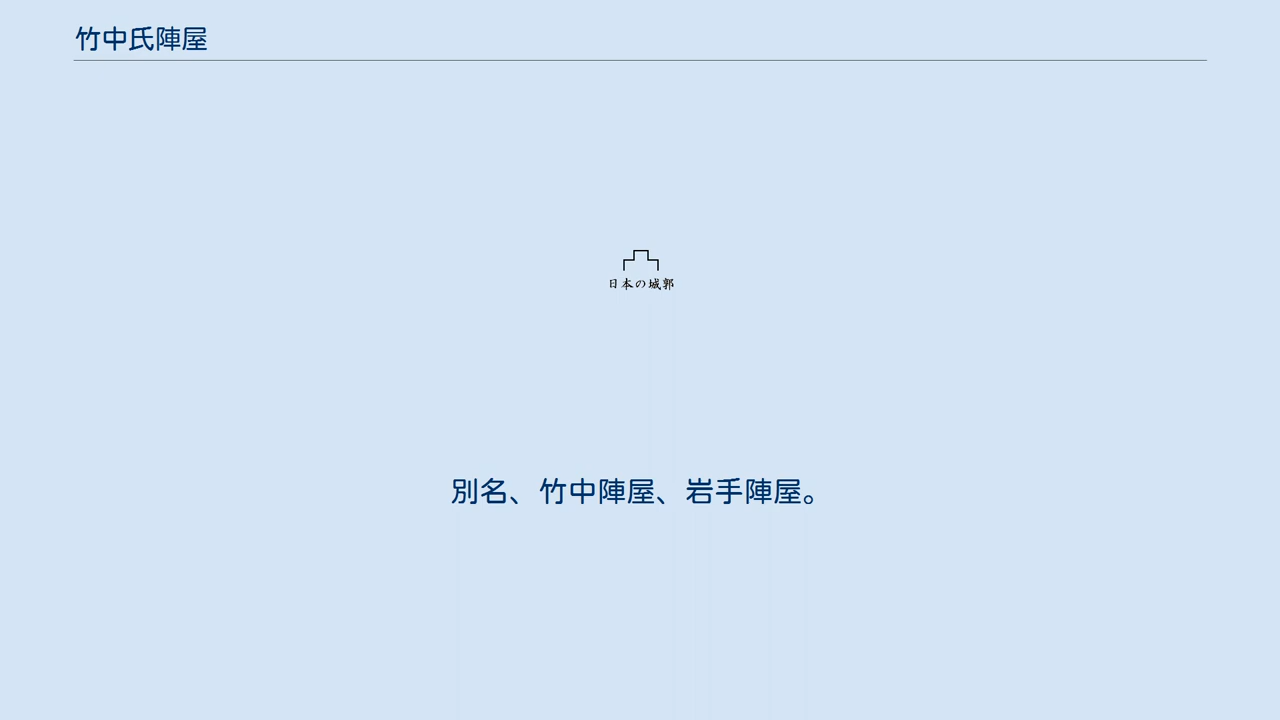 竹中氏陣屋
日本の城郭
別名、竹中陣屋、岩手陣屋。